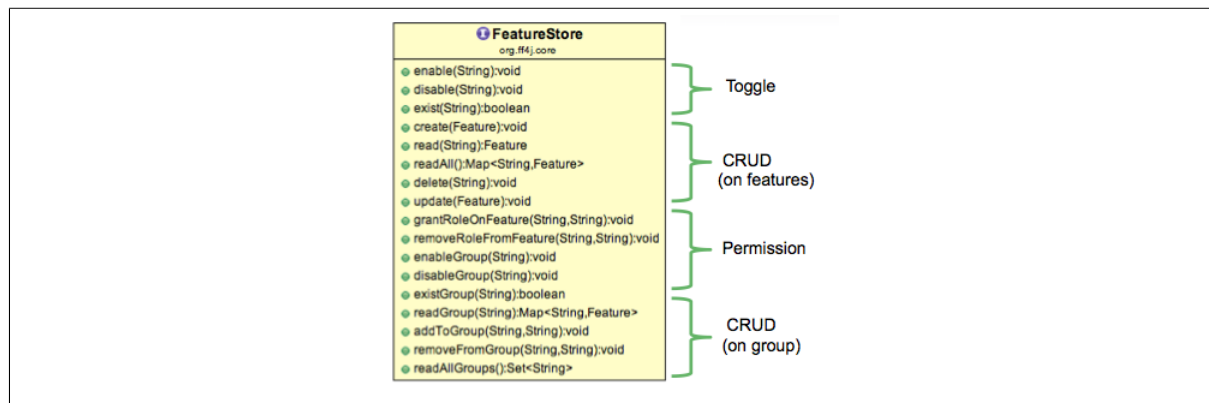 FeatureStore
org.ff4j.core
enable(String):void
disable(String):void
exist(String):boolean
create(Feature):void
read(String):Feature
readAll():Map<String,Feature>
delete(String):void
update(Feature):void
grantRoleOnFeature(String,String):void
removeRoleFromFeature(String,String):void
enableGroup(String):void
disableGroup(String):void
existGroup(String):boolean
readGroup(String):Map<String,Feature>
addToGroup(String,String):void
removeFromGroup(String,String):void
readAllGroups():Set<String>
Toggle
CRUD
(on features)
Permission
CRUD
(on group)